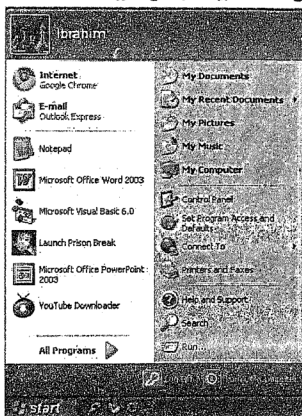 Ibrahim
Internet
Google Chrome
E-mail
Outlook Express
Notepad
Microsoft Office Word 2003
Microsoft Visual Basic 6.0
Launch Prison Break
Microsoft Office PowerPoint
2003
YouTube Downloader
All Programs
My Documents
My Recent Documents
My Pictures
My Music
My Computer
Control Panel
Set Program Access and
Defaults
Connect To
Printers and Faxes
Help and Support
Search
Run...
start